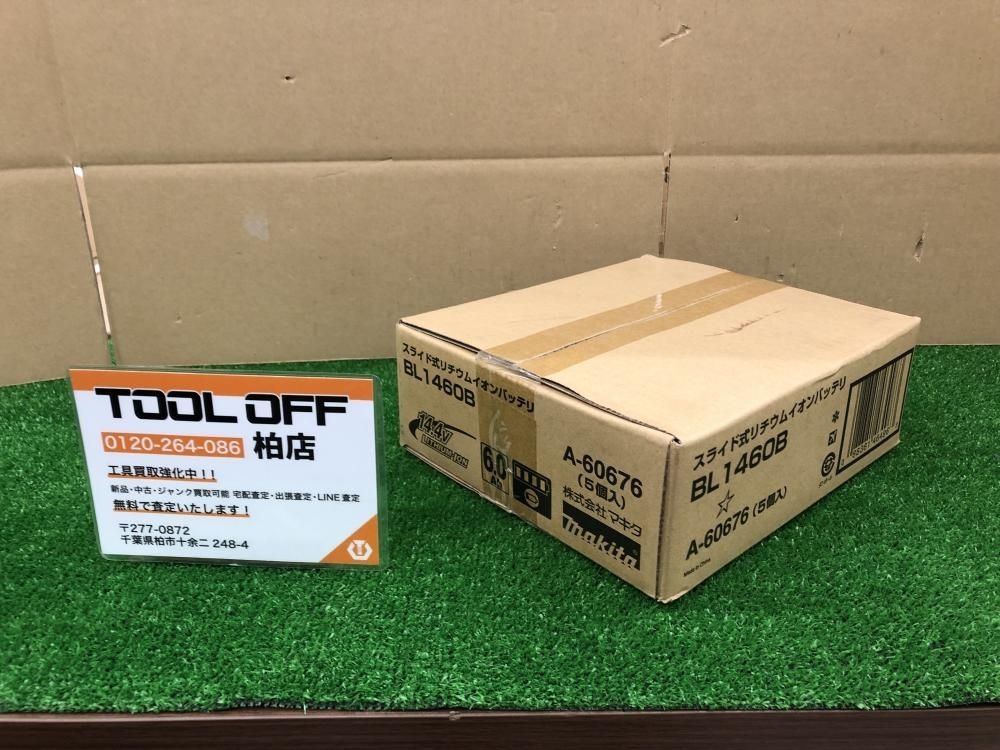 TOOL OFF
0120-264-086 柏店
工具買取強化中！！
新品・中古・ジャンク買取可能 宅配査定・出張査定・LINE査定
無料で査定いたします！
〒277-0872
千葉県柏市十余二 248-4
スライド式リチウムイオンバッテリ
BL1460B
14.4V
LITHIUM-ION
6.0
Ah
A-60676
(5個入)
株式会社マキタ
makita
スライド式リチウムイオンバッテリ
BL1460B
A-60676 (5個入)
Made in China